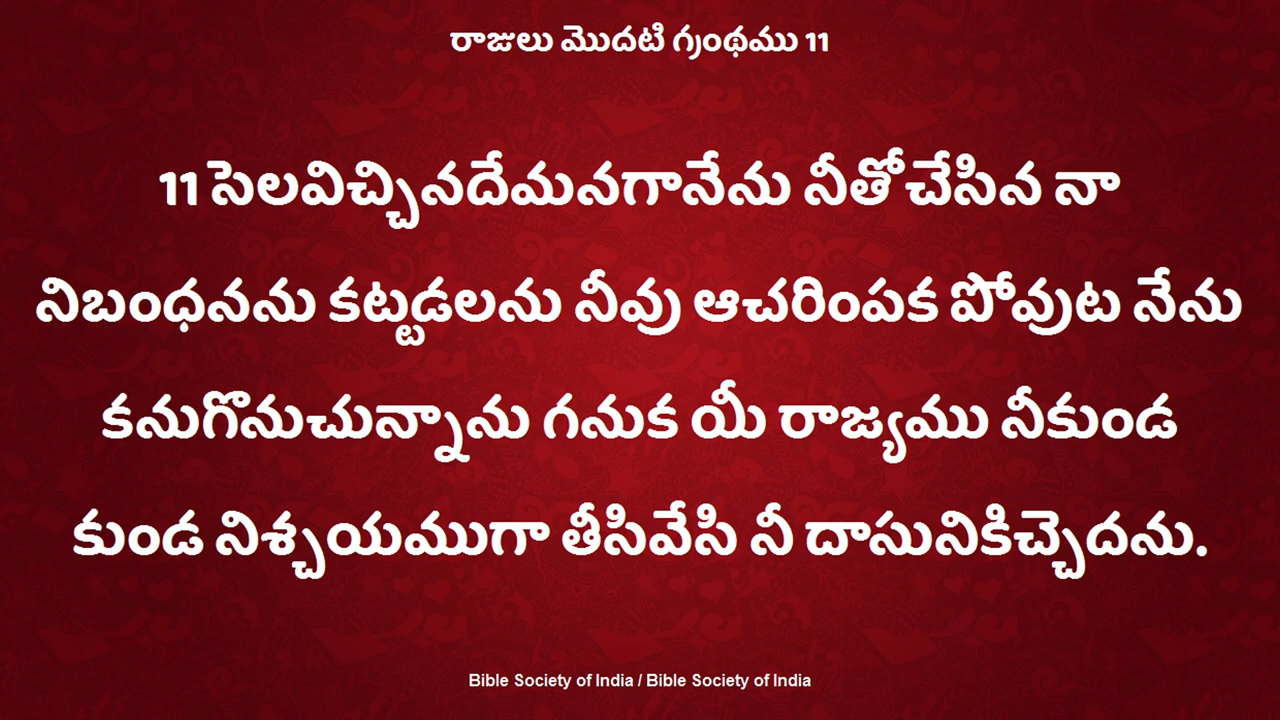 రాజులు మొదటి గ్రంథము 11
11 సెలవిచ్చినదేమనగానేను నీతోచేసిన నా
నిబంధనను కట్టడలను నీవు ఆచరింపక పోవుట నేను
కనుగొనుచున్నాను గనుక యీ రాజ్యము నీకుండ
కుండ నిశ్చయముగా తీసివేసి నీ దాసునికిచ్చెదను.
Bible Society of India / Bible Society of India